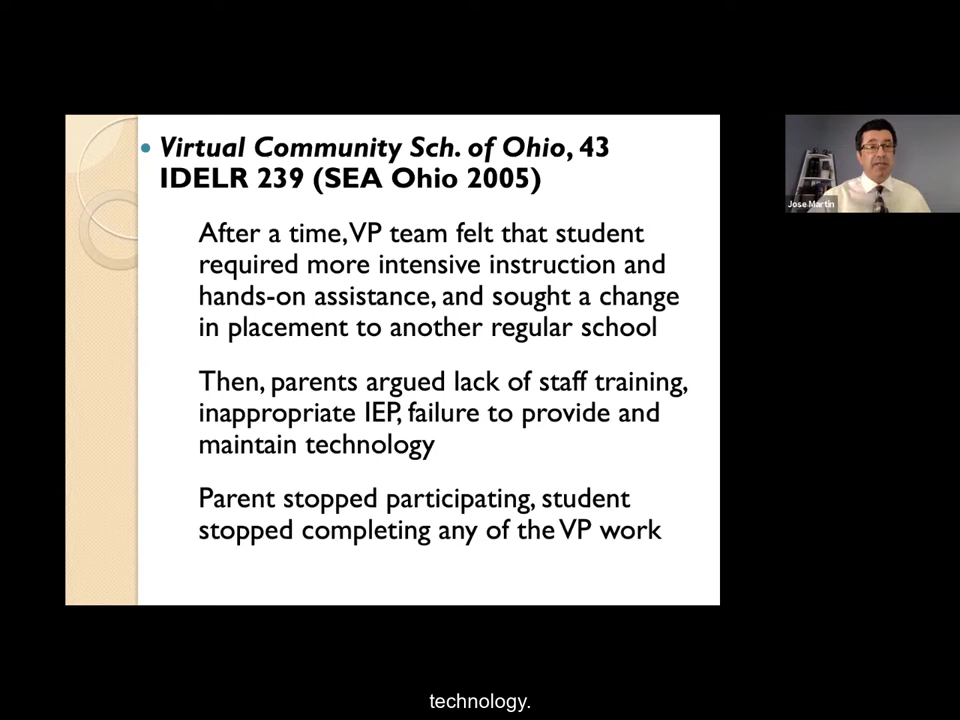 Virtual Community Sch. of Ohio, 43
IDELR 239 (SEA Ohio 2005)
After a time, VP team felt that student
required more intensive instruction and
hands-on assistance, and sought a change
in placement to another regular school
Then, parents argued lack of staff training,
inappropriate IEP, failure to provide and
maintain technology
Parent stopped participating, student
stopped completing any of the VP work
Jose Martin
technology.